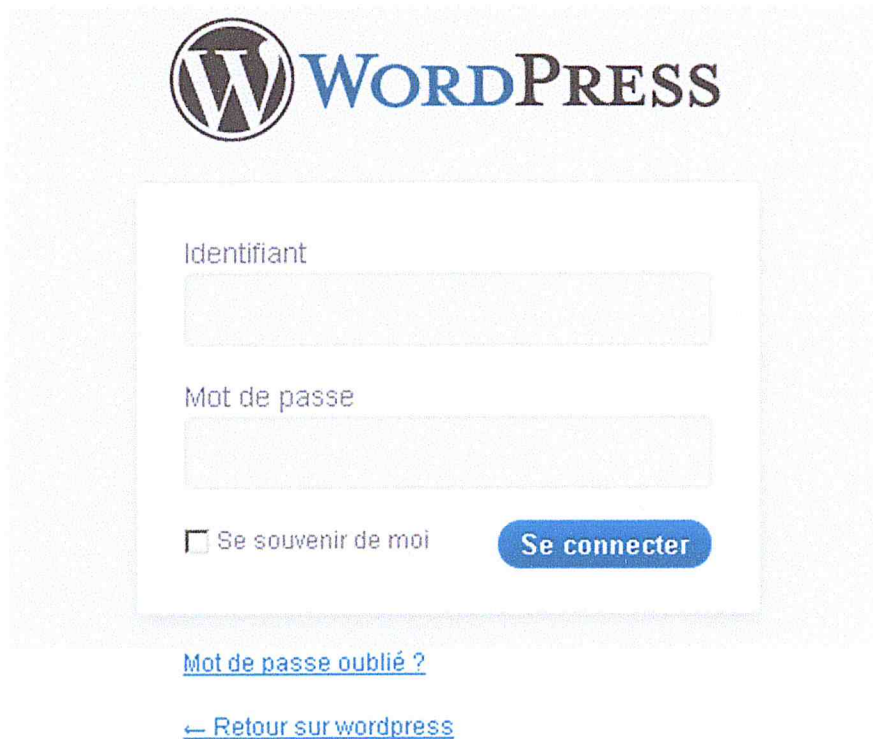 WORDPRESS
Identifiant
Mot de passe
Se souvenir de moi
Se connecter
Mot de passe oublié ?
← Retour sur wordpress